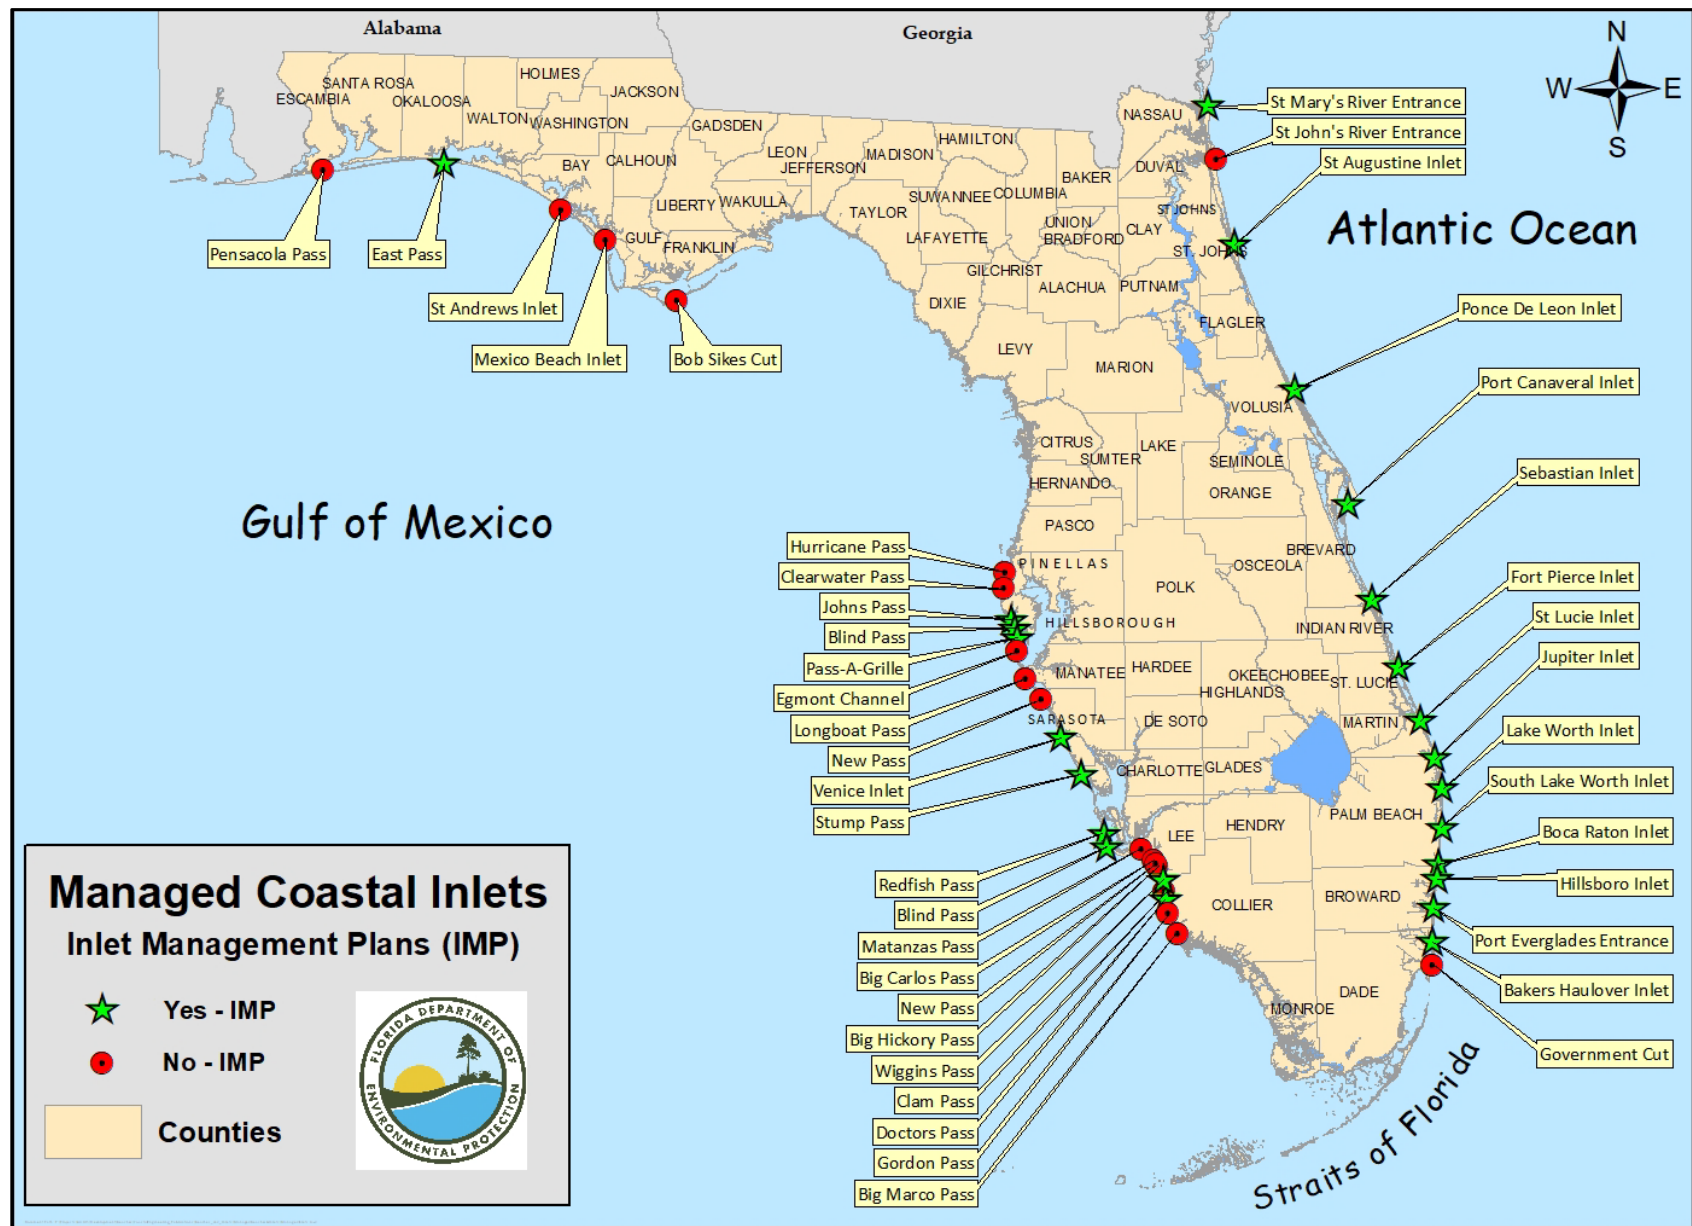 Alabama
Georgia
N
W E
S
HOLMES
SANTA ROSA
ESCAMBIA
OKALOOSA
JACKSON
WALTON
WASHINGTON
GADSDEN
BAY
CALHOUN
LEON
JEFFERSON
MADISON
HAMILTON
LIBERTY
WAKULLA
TAYLOR
SUWANNEE
COLUMBIA
BAKER
NASSAU
DUVAL
GULF
FRANKLIN
LAFAYETTE
UNION
BRADFORD
CLAY
ST JOHNS
ST. JOHNS
GILCHRIST
DIXIE
ALACHUA
PUTNAM
FLAGLER
LEVY
MARION
VOLUSIA
CITRUS
SUMTER
LAKE
SEMINOLE
HERNANDO
ORANGE
PASCO
BREVARD
OSCEOLA
PINELLAS
POLK
HILLSBOROUGH
INDIAN RIVER
MANATEE
HARDEE
OKEECHOBEE
HIGHLANDS
ST. LUCIE
SARASOTA
DE SOTO
MARTIN
CHARLOTTE
GLADES
LEE
HENDRY
PALM BEACH
COLLIER
BROWARD
DADE
MONROE
St Mary's River Entrance
St John's River Entrance
St Augustine Inlet
Atlantic Ocean
Pensacola Pass
East Pass
St Andrews Inlet
Mexico Beach Inlet
Bob Sikes Cut
Ponce De Leon Inlet
Port Canaveral Inlet
Sebastian Inlet
Fort Pierce Inlet
St Lucie Inlet
Jupiter Inlet
Lake Worth Inlet
South Lake Worth Inlet
Boca Raton Inlet
Hillsboro Inlet
Port Everglades Entrance
Bakers Haulover Inlet
Government Cut
Gulf of Mexico
Hurricane Pass
Clearwater Pass
Johns Pass
Blind Pass
Pass-A-Grille
Egmont Channel
Longboat Pass
New Pass
Venice Inlet
Stump Pass
Redfish Pass
Blind Pass
Matanzas Pass
Big Carlos Pass
New Pass
Big Hickory Pass
Wiggins Pass
Clam Pass
Doctors Pass
Gordon Pass
Big Marco Pass
Straits of Florida
Managed Coastal Inlets
Inlet Management Plans (IMP)
Yes - IMP
No - IMP
Counties
FLORIDA DEPARTMENT OF
ENVIRONMENTAL PROTECTION